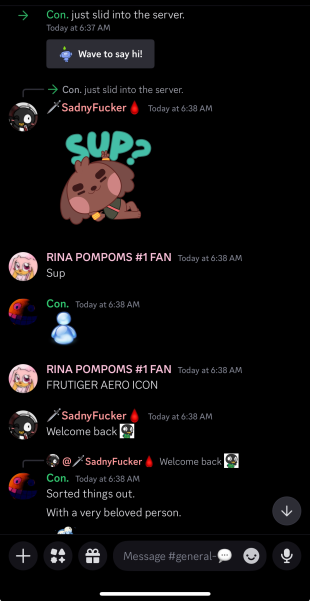 Con. just slid into the server.
Today at 6:37 AM
Wave to say hi!
Con. just slid into the server.
SadnyFucker Today at 6:38 AM
SUP?
RINA POMPOMS #1 FAN Today at 6:38 AM
Sup
Con. Today at 6:38 AM
RINA POMPOMS #1 FAN Today at 6:38 AM
FRUTIGER AERO ICON
SadnyFucker Today at 6:38 AM
Welcome back
@SadnyFucker Welcome back
Con. Today at 6:38 AM
Sorted things out.
With a very beloved person.
Message #general-